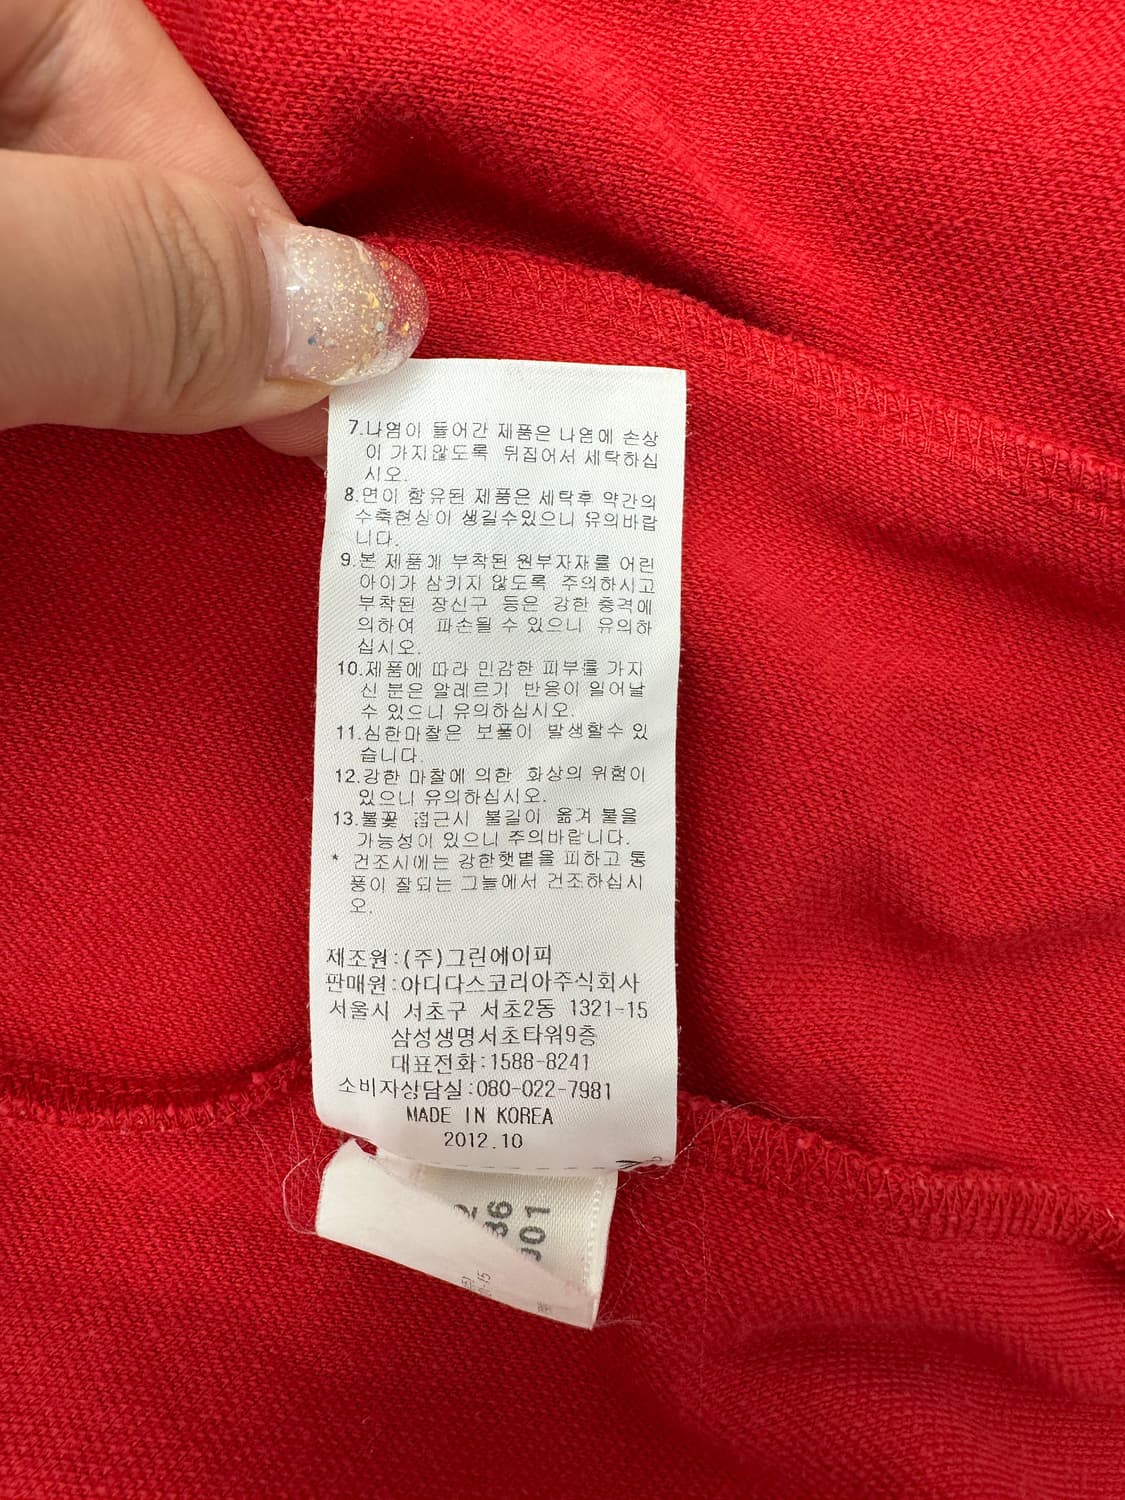 7.나염이 들어간 제품은 나염에 손상
이 가지않도록 뒤집어서 세탁하십
시오.
8.면이 함유된 제품은 세탁후 약간의
수축현상이 생길수있으니 유의바랍
니다.
9.본 제품에 부착된 원부자재를 어린
아이가 삼키지 않도록 주의하시고
부착된 장신구 등은 강한 충격에
의하여 파손될 수 있으니 유의하
십시오.
10.제품에 따라 민감한 피부를 가지
신 분은 알레르기 반응이 일어날
수 있으니 유의하십시오.
11.심한마찰은 보풀이 발생할수 있
습니다.
12.강한 마찰에 의한 화상의 위험이
있으니 유의하십시오.
13.불꽃 접근시 불길이 옮겨 붙을
가능성이 있으니 주의바랍니다.
* 건조시에는 강한햇볕을 피하고 통
풍이 잘되는 그늘에서 건조하십시
오.
제조원:(주)그린에이피
판매원:아디다스코리아주식회사
서울시 서초구 서초2동 1321-15
삼성생명서초타워9층
대표전화:1588-8241
소비자상담실:080-022-7981
MADE IN KOREA
2012.10